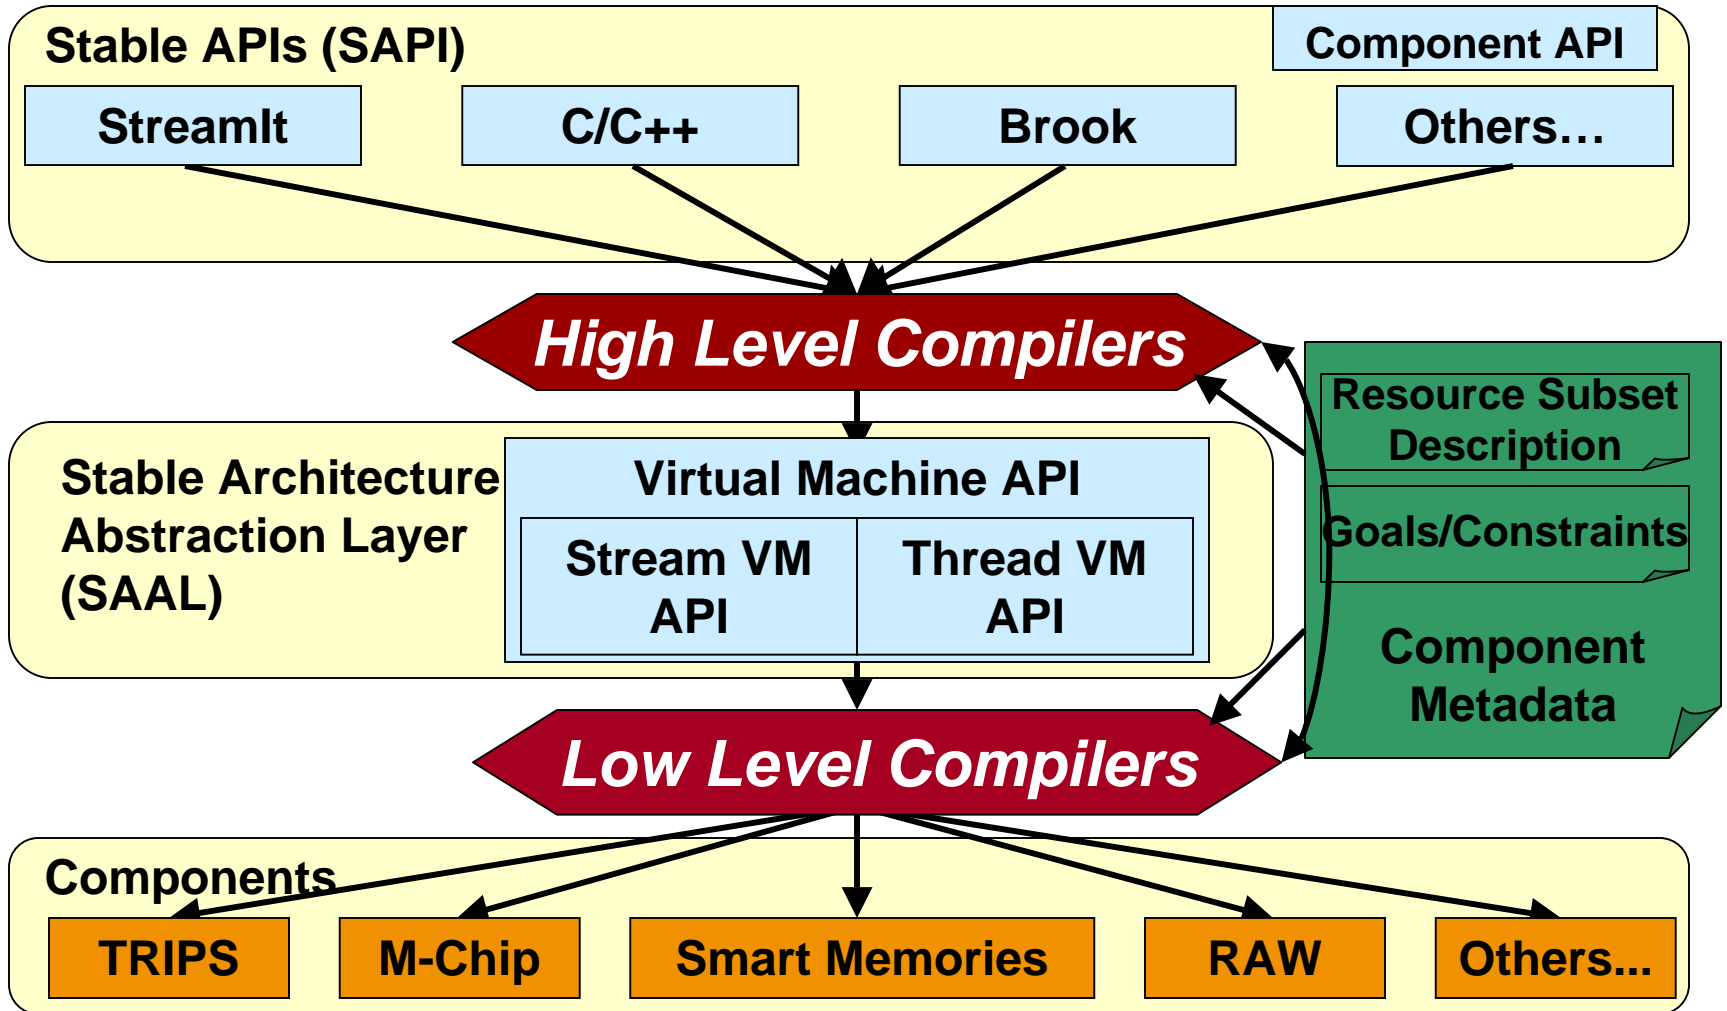 Stable APIs (SAPI)
Component API
StreamIt
C/C++
Brook
Others…
High Level Compilers
Resource Subset
Description
Goals/Constraints
Component
Metadata
Stable Architecture
Abstraction Layer
(SAAL)
Virtual Machine API
Stream VM
API
Thread VM
API
Low Level Compilers
Components
TRIPS
M-Chip
Smart Memories
RAW
Others...